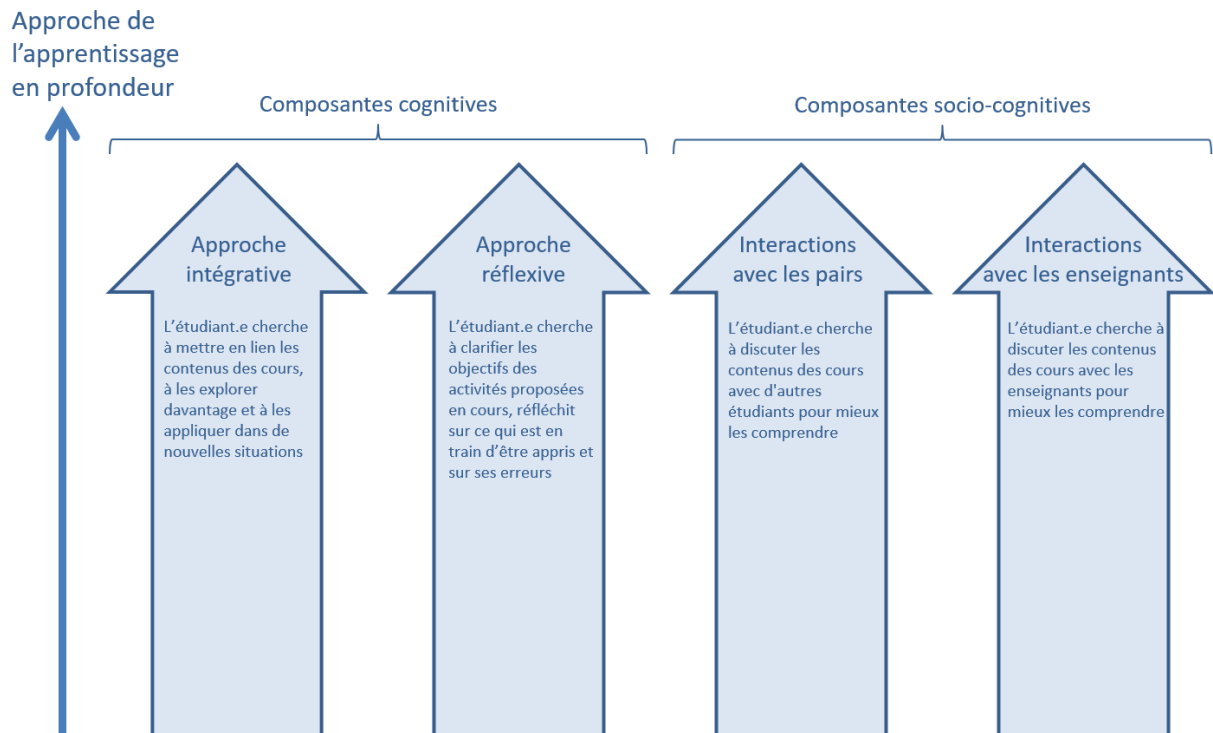 Approche de
l’apprentissage
en profondeur
Composantes cognitives
Composantes socio-cognitives
Approche
intégrative
L’étudiant.e cherche
à mettre en lien les
contenus des cours,
à les explorer
davantage et à les
appliquer dans de
nouvelles situations
Approche
réflexive
L’étudiant.e cherche
à clarifier les
objectifs des
activités proposées
en cours, réfléchit
sur ce qui est en
train d’être appris et
sur ses erreurs
Interactions
avec les pairs
L’étudiant.e cherche
à discuter les
contenus des cours
avec d'autres
étudiants pour mieux
les comprendre
Interactions
avec les enseignants
L’étudiant.e cherche à
discuter les contenus
des cours avec les
enseignants pour
mieux les comprendre